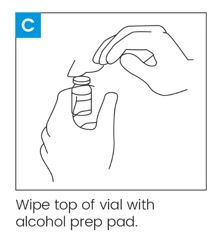 C
Wipe top of vial with
alcohol prep pad.